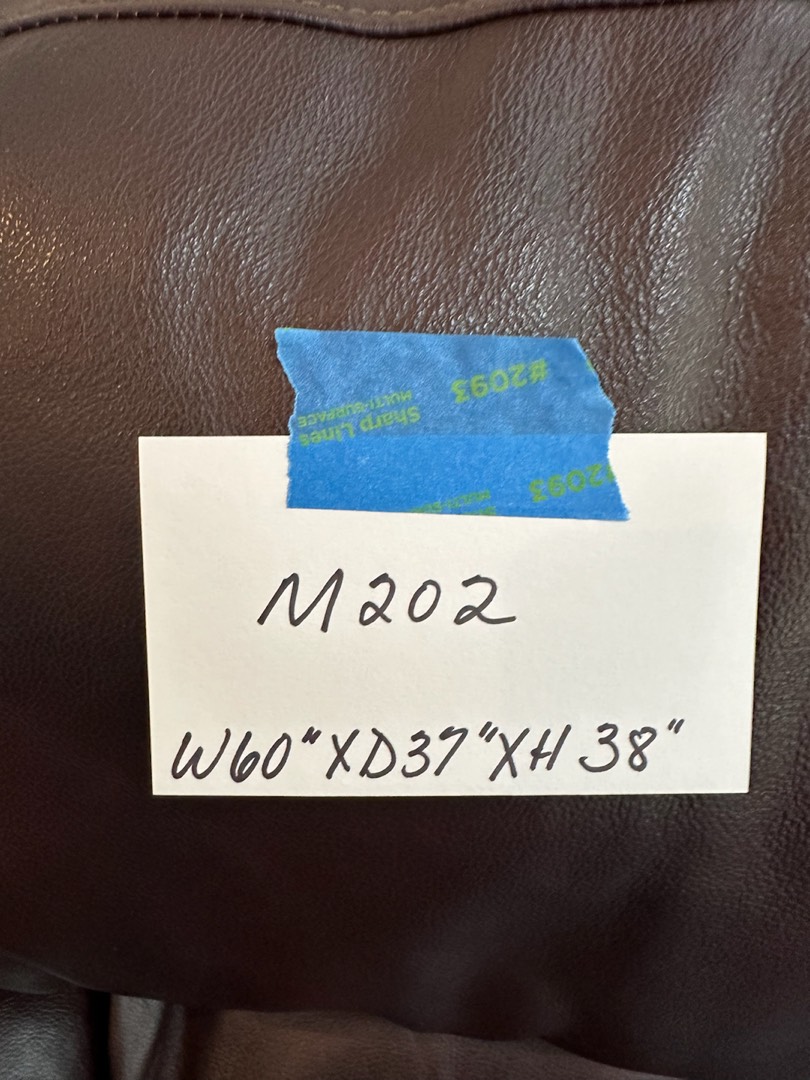 #2093
Sharp Lines
MULTI-SURFACE
2093
M202
W60"XD37"XH38"